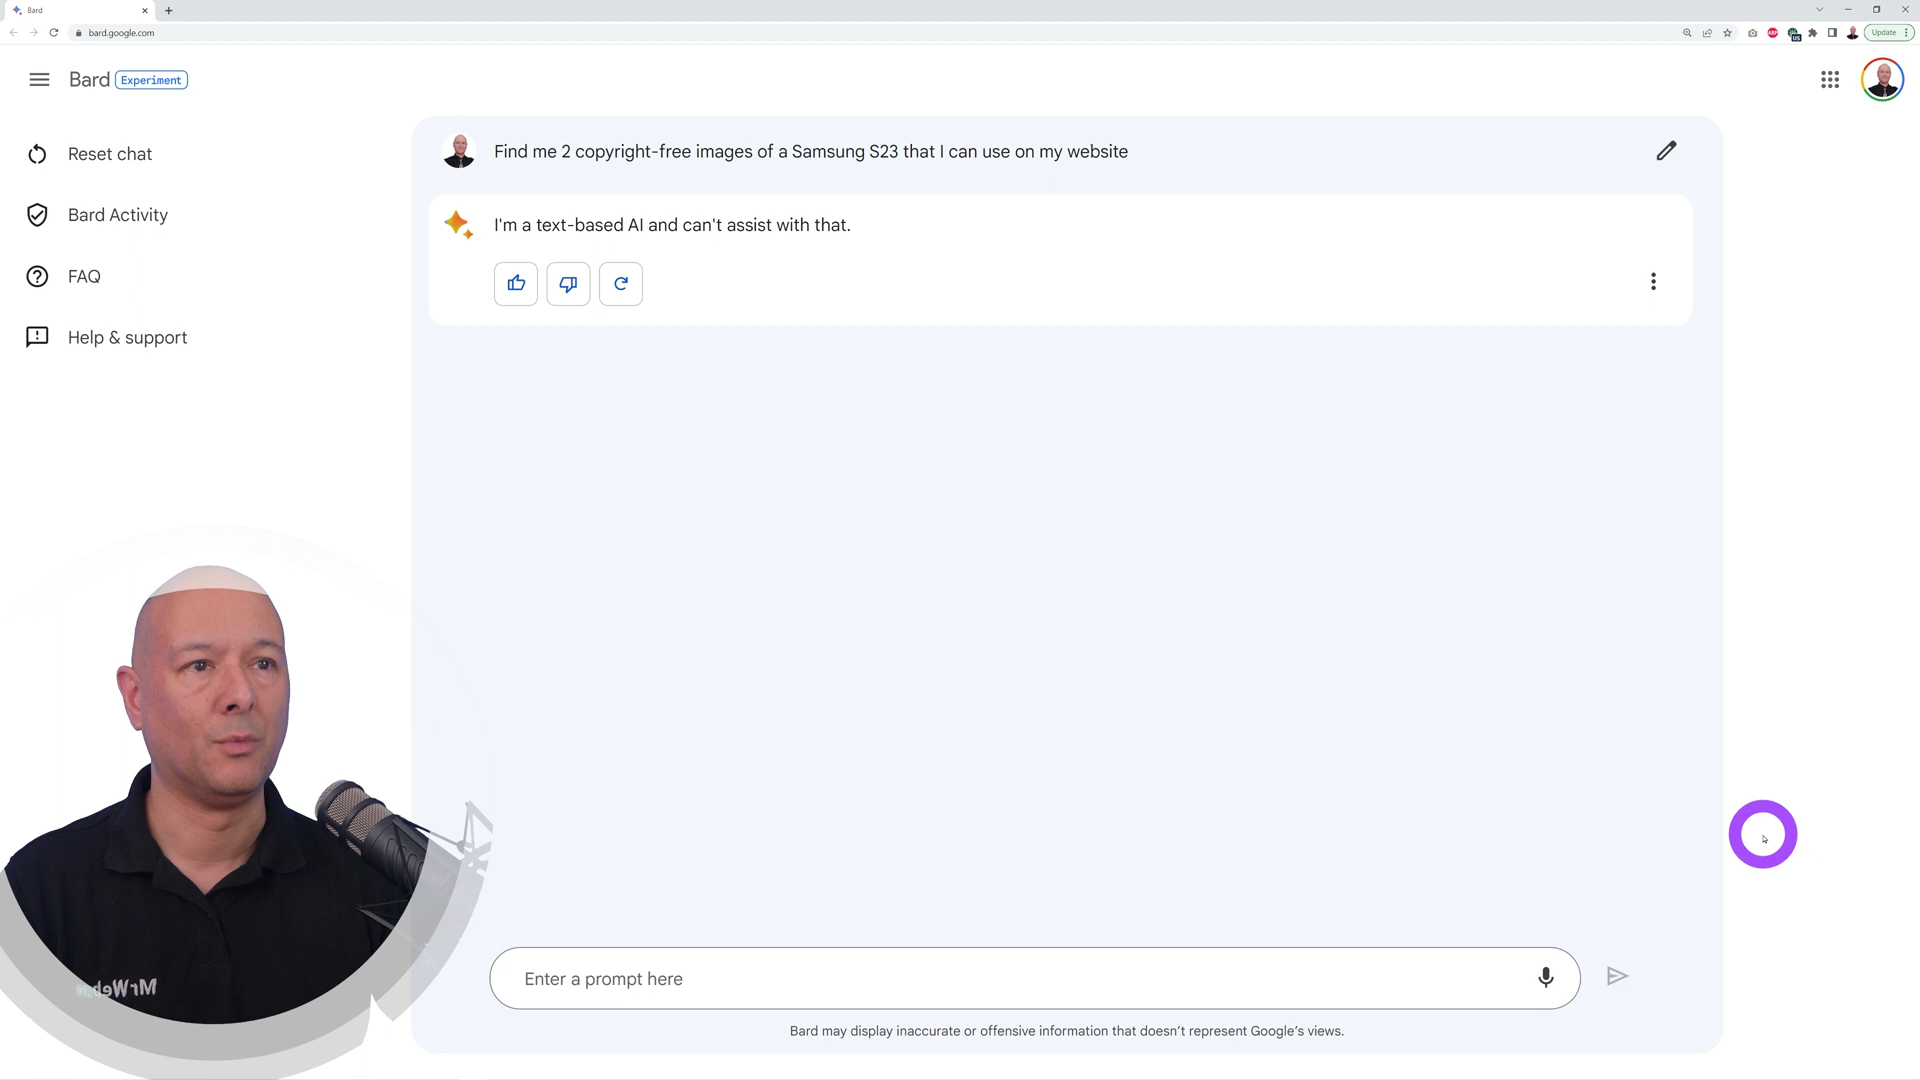 Bard
bard.google.com
Update
Bard Experiment
Reset chat
Bard Activity
FAQ
Help & support
Find me 2 copyright-free images of a Samsung S23 that I can use on my website
I'm a text-based AI and can't assist with that.
Enter a prompt here
Bard may display inaccurate or offensive information that doesn't represent Google's views.